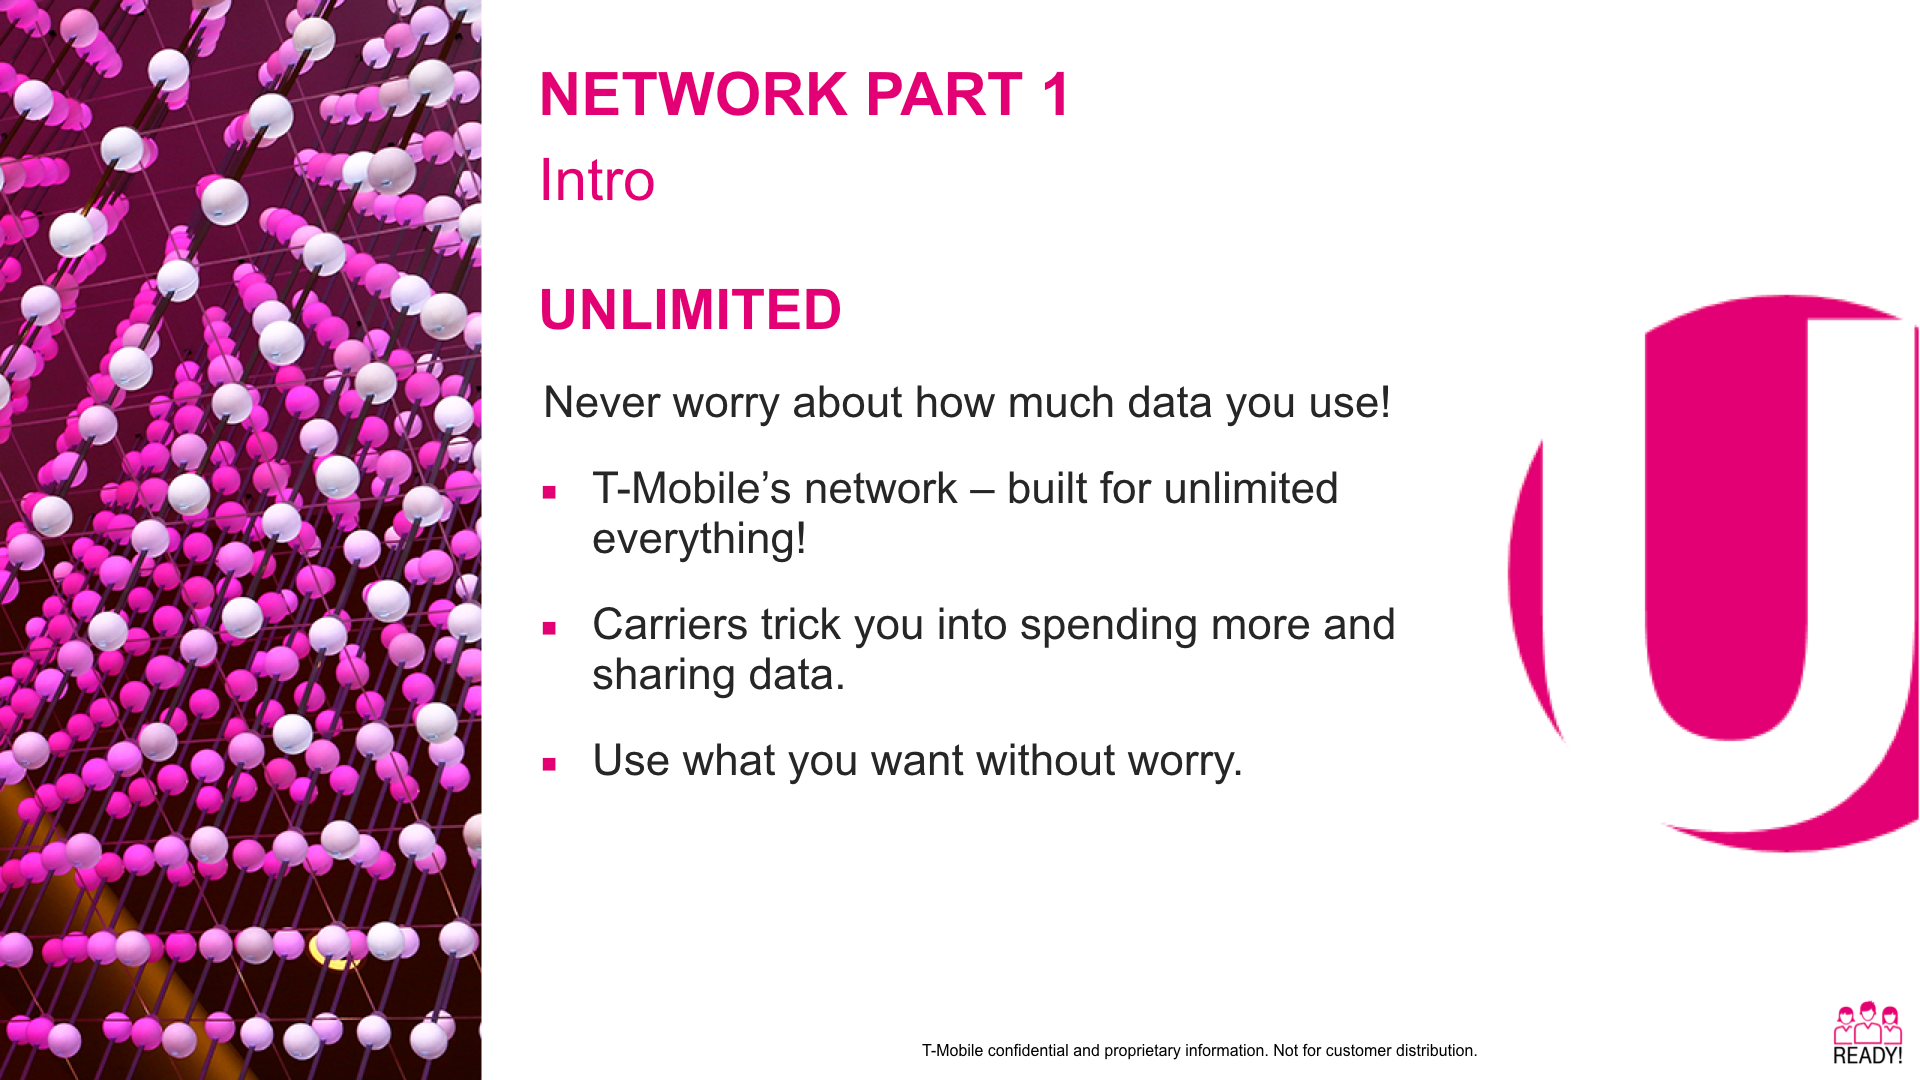 NETWORK PART 1
Intro
UNLIMITED
Never worry about how much data you use!
▪ T-Mobile’s network – built for unlimited
everything!
▪ Carriers trick you into spending more and
sharing data.
▪ Use what you want without worry.
U
T-Mobile confidential and proprietary information. Not for customer distribution.
READY!